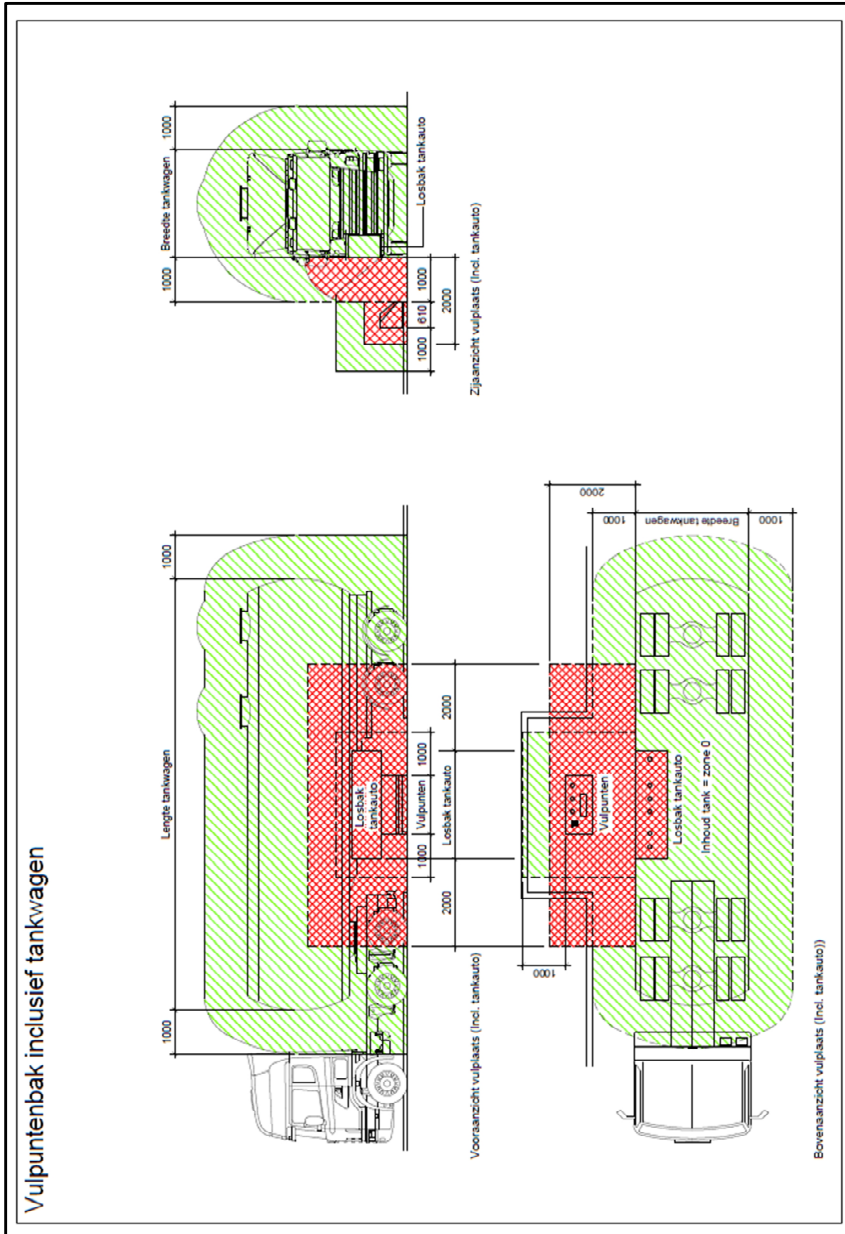 Vulpuntenbak inclusief tankwagen
1000
Lengte tankwagen
1000
Losbak
tankauto
2000
1000
Losbak tankauto
Vulpunten
1000
2000
Vooraanzicht vulplaats (Incl. tankauto)
1000
Breedte tankwagen
1000
Losbak tankauto
1000
610
1000
2000
Zijaanzicht vulplaats (Incl. tankauto)
1000
Vulpunten
Losbak tankauto
Inhoud tank = zone 0
2000
1000
Breedte tankwagen
1000
Bovenaanzicht vulplaats (Incl. tankauto))